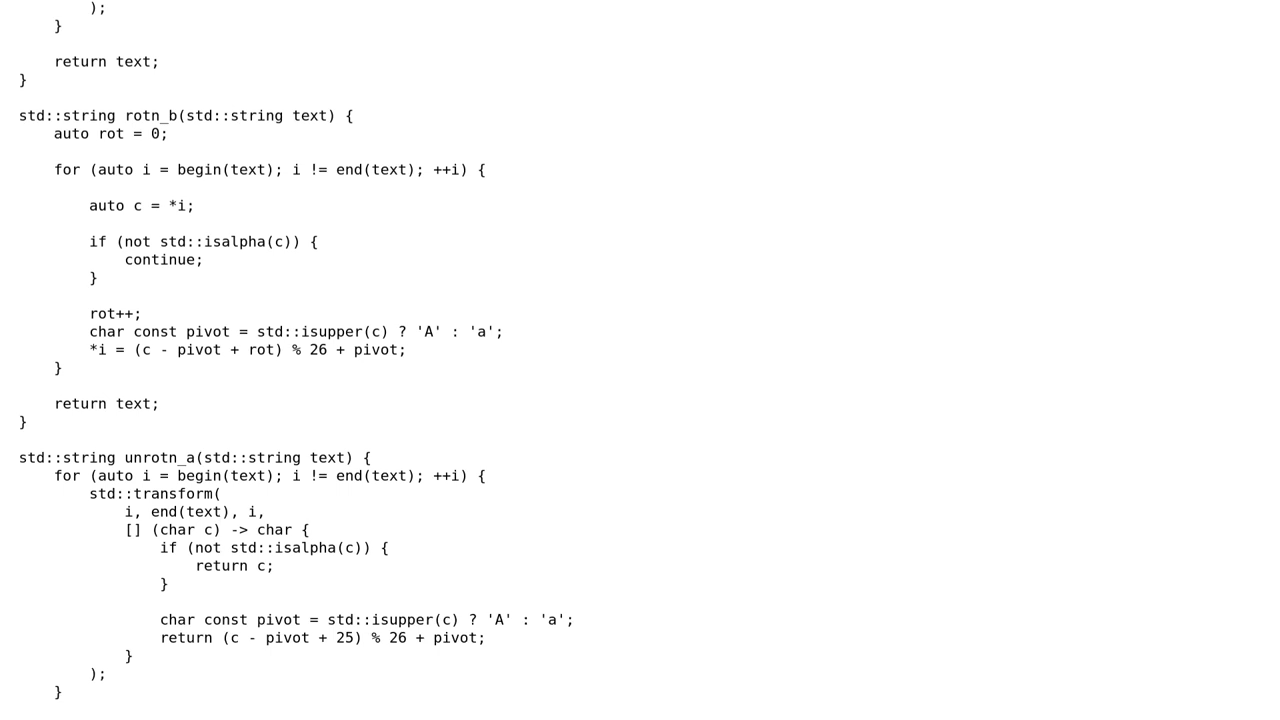 );
    }

    return text;
}

std::string rotn_b(std::string text) {
    auto rot = 0;

    for (auto i = begin(text); i != end(text); ++i) {

        auto c = *i;

        if (not std::isalpha(c)) {
            continue;
        }

        rot++;
        char const pivot = std::isupper(c) ? 'A' : 'a';
        *i = (c - pivot + rot) % 26 + pivot;
    }

    return text;
}

std::string unrotn_a(std::string text) {
    for (auto i = begin(text); i != end(text); ++i) {
        std::transform(
            i, end(text), i,
            [] (char c) -> char {
                if (not std::isalpha(c)) {
                    return c;
                }

                char const pivot = std::isupper(c) ? 'A' : 'a';
                return (c - pivot + 25) % 26 + pivot;
            }
        );
    }